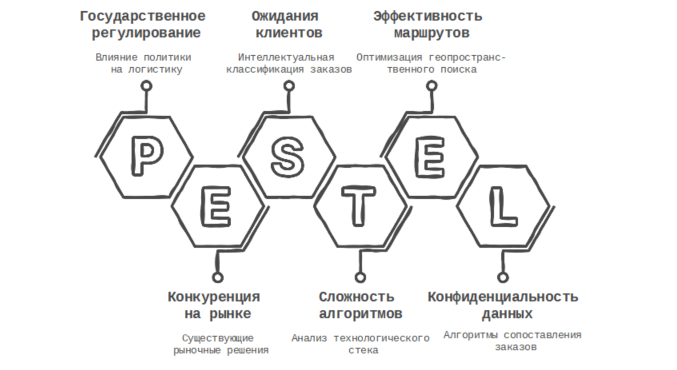 Государственное
регулирование
Влияние политики
на логистику
Ожидания
клиентов
Интеллектуальная
классификация заказов
Эффективность
маршрутов
Оптимизация геопространс-
твенного поиска
P
E
S
T
E
L
Конкуренция
на рынке
Существующие
рыночные решения
Сложность
алгоритмов
Анализ технологического
стека
Конфиденциальность
данных
Алгоритмы сопоставления
заказов